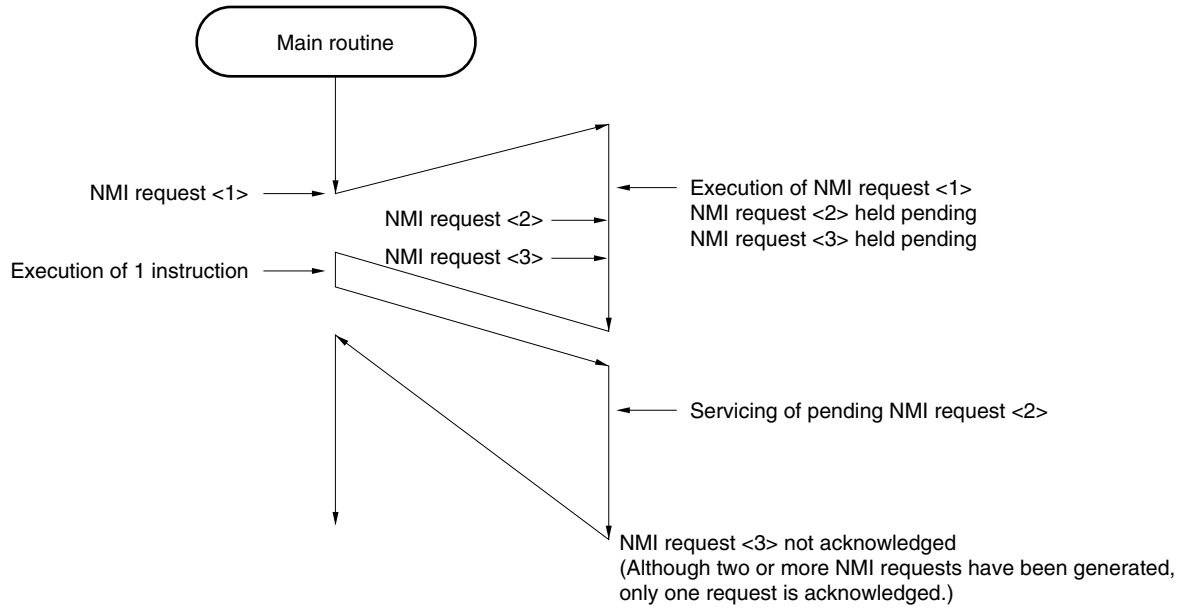 Main routine
NMI request <1>
Execution of NMI request <1>
NMI request <2> held pending
NMI request <3> held pending
NMI request <2>
NMI request <3>
Execution of 1 instruction
Servicing of pending NMI request <2>
NMI request <3> not acknowledged
(Although two or more NMI requests have been generated,
only one request is acknowledged.)